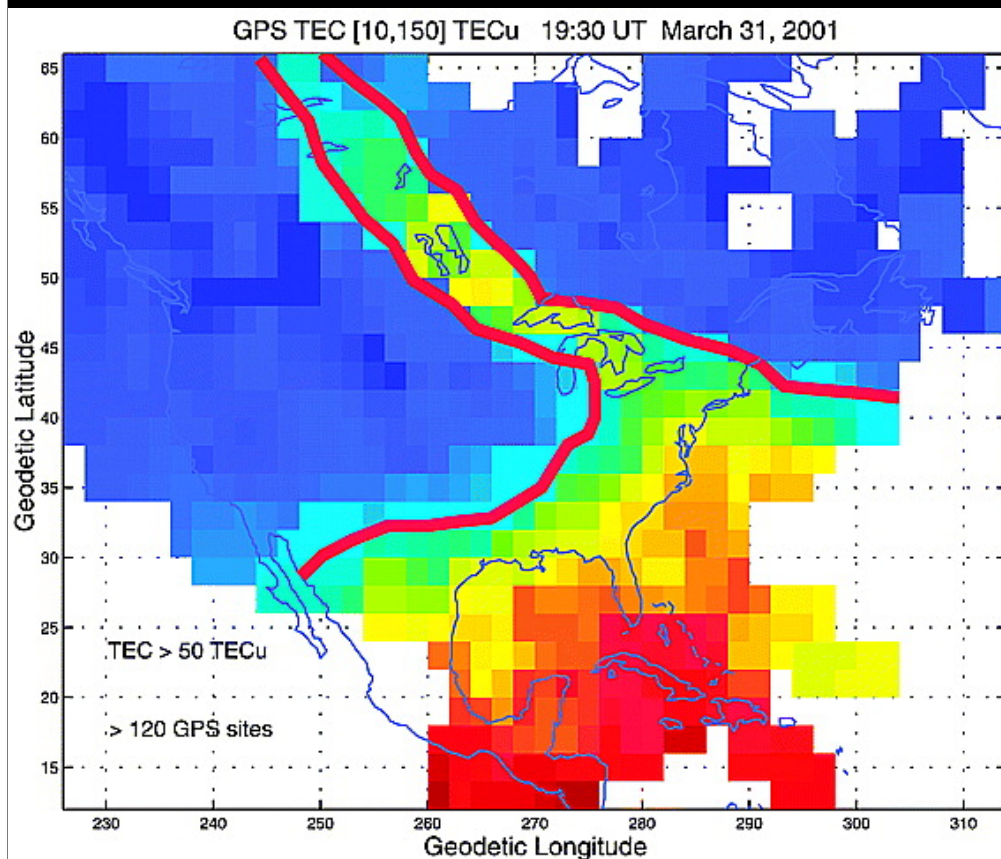 GPS TEC [10,150] TECu 19:30 UT March 31, 2001
65
60
55
50
45
40
35
30
25
20
15
Geodetic Latitude
TEC > 50 TECu
> 120 GPS sites
230 240 250 260 270 280 290 300 310
Geodetic Longitude